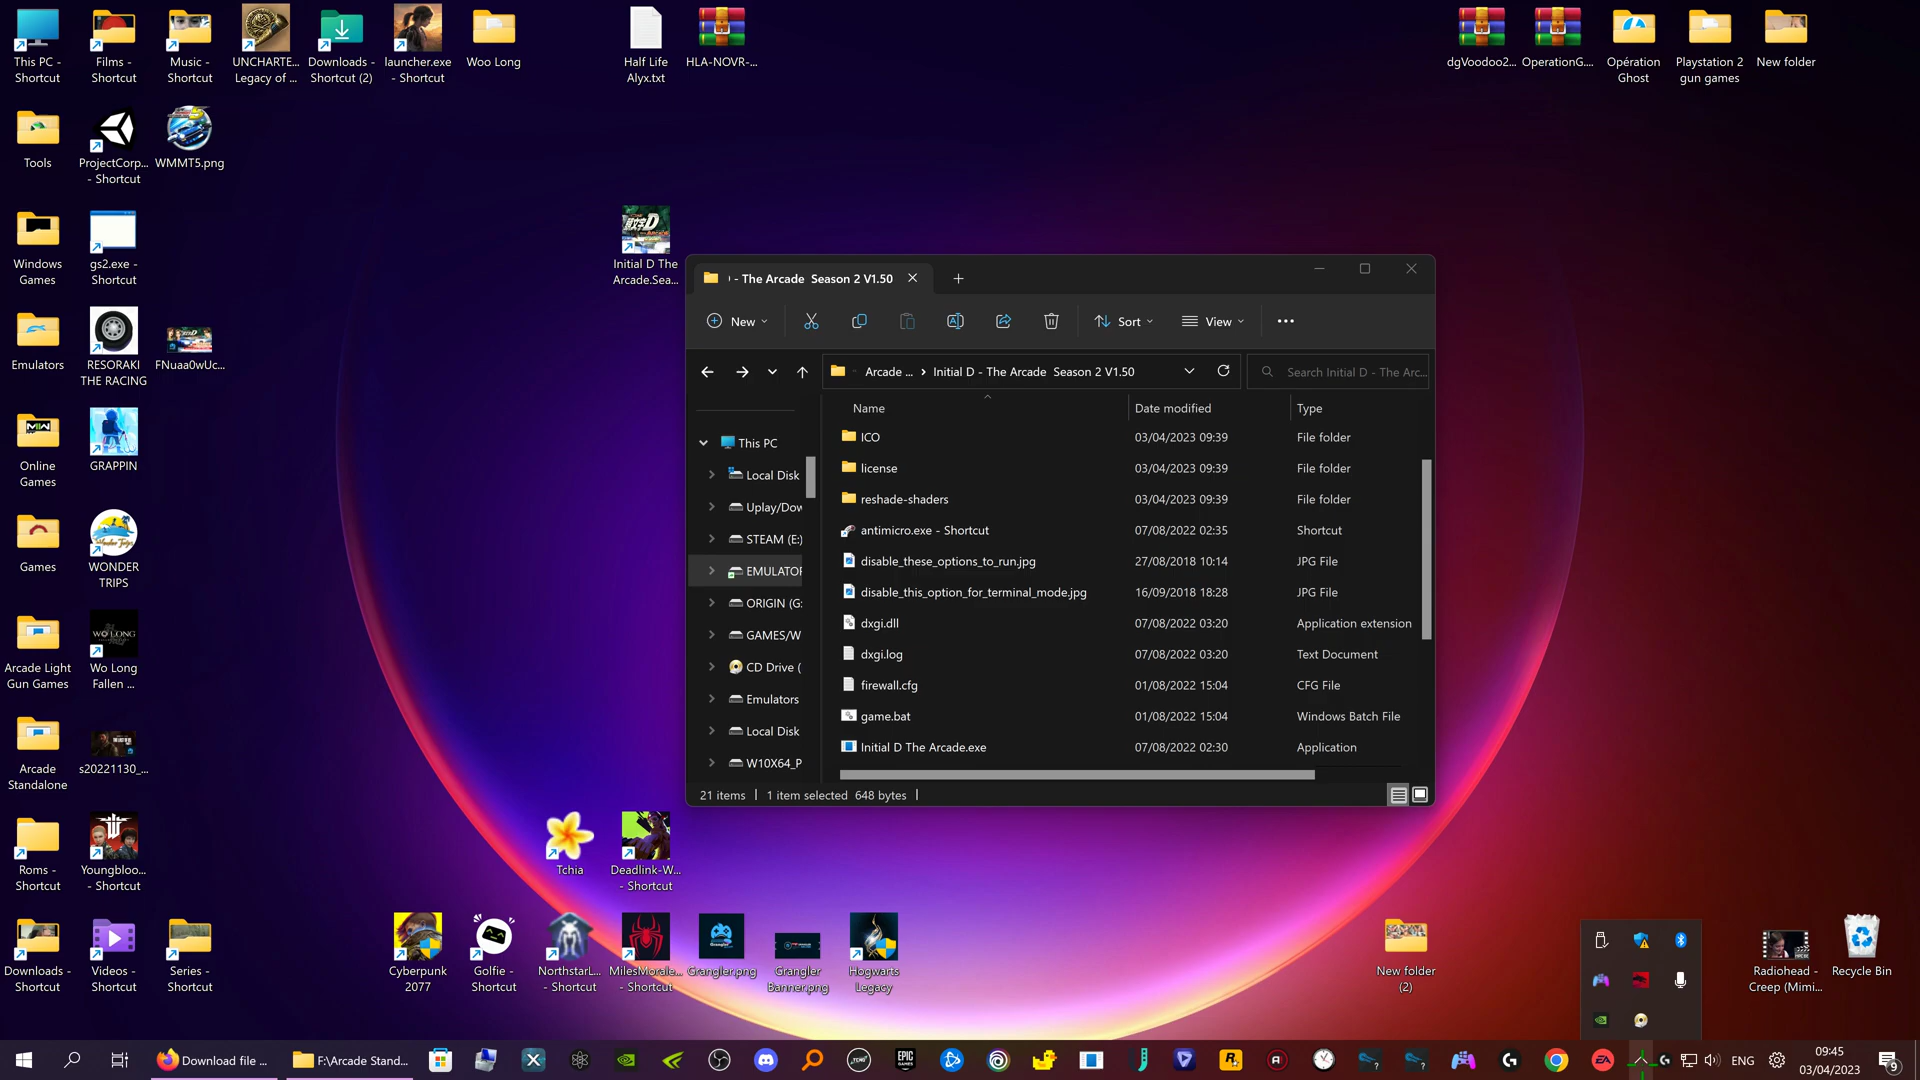 This PC -
Shortcut
Films -
Shortcut
Music -
Shortcut
UNCHARTE...
Legacy of ...
Downloads -
Shortcut (2)
launcher.exe
- Shortcut
Woo Long
Half Life
Alyx.txt
HLA-NOVR-...
dgVoodoo2...
OperationG....
Opération
Ghost
Playstation 2
gun games
New folder
Tools
ProjectCorp...
- Shortcut
WMMT5.png
Windows
Games
gs2.exe -
Shortcut
Initial D The
Arcade.Sea...
Emulators
RESORAKI
THE RACING
FNuaa0wUc...
Online
Games
GRAPPIN
Games
WONDER
TRIPS
Arcade Light
Gun Games
WO LONG
Wo Long
Fallen ...
Arcade
Standalone
s20221130_...
Roms -
Shortcut
Youngbloo...
- Shortcut
Tchia
Deadlink-W...
- Shortcut
Downloads -
Shortcut
Videos -
Shortcut
Series -
Shortcut
Cyberpunk
2077
Golfie -
Shortcut
NorthstarL...
- Shortcut
MilesMorale...
- Shortcut
Grangler.png
Grangler
Banner.png
Hogwarts
Legacy
New folder
(2)
Radiohead -
Creep (Mimi...
Recycle Bin
- The Arcade  Season 2 V1.50
New
Sort
View
Arcade ...
Initial D - The Arcade  Season 2 V1.50
Search Initial D - The Arc...
Name
Date modified
Type
This PC
Local Disk
Uplay/Dow
STEAM (E:)
EMULATOR
ORIGIN (G:
GAMES/W
CD Drive (
Emulators
Local Disk
W10X64_P
ICO 03/04/2023 09:39 File folder
license 03/04/2023 09:39 File folder
reshade-shaders 03/04/2023 09:39 File folder
antimicro.exe - Shortcut 07/08/2022 02:35 Shortcut
disable_these_options_to_run.jpg 27/08/2018 10:14 JPG File
disable_this_option_for_terminal_mode.jpg 16/09/2018 18:28 JPG File
dxgi.dll 07/08/2022 03:20 Application extension
dxgi.log 07/08/2022 03:20 Text Document
firewall.cfg 01/08/2022 15:04 CFG File
game.bat 01/08/2022 15:04 Windows Batch File
Initial D The Arcade.exe 07/08/2022 02:30 Application
21 items
1 item selected  648 bytes
Download file ...
F:\Arcade Stand...
EPIC
GAMES
EA
ENG
09:45
03/04/2023
9